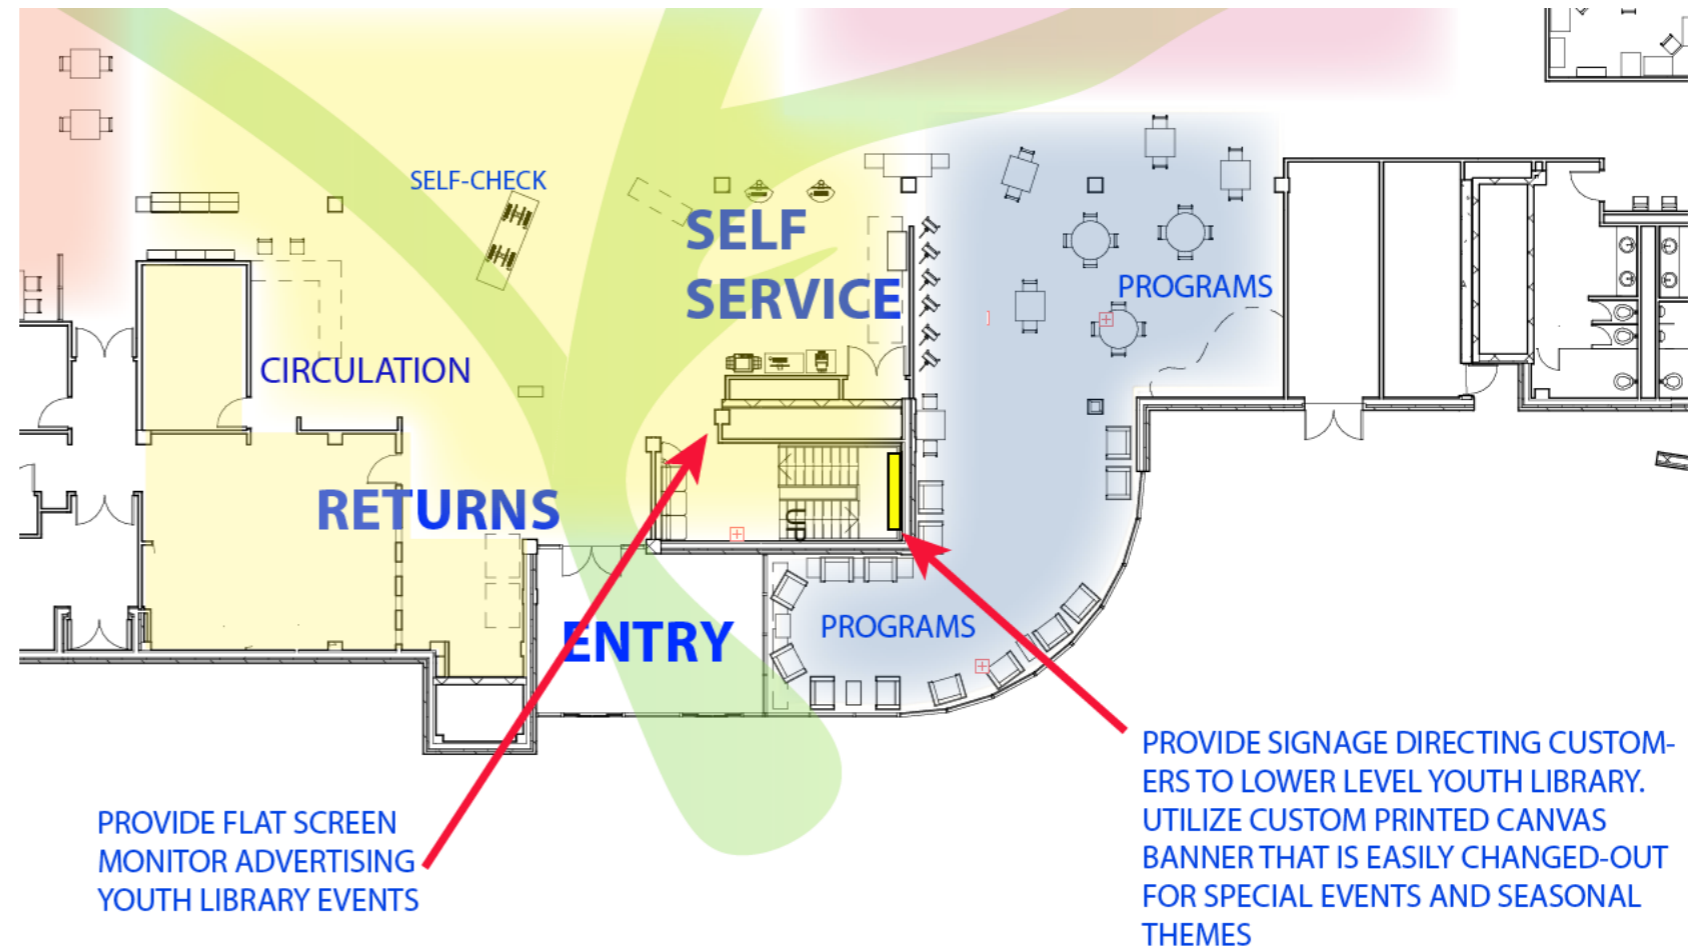 SELF-CHECK
SELF
SERVICE
PROGRAMS
CIRCULATION
RETURNS
UP
ENTRY
PROGRAMS
PROVIDE FLAT SCREEN
MONITOR ADVERTISING
YOUTH LIBRARY EVENTS
PROVIDE SIGNAGE DIRECTING CUSTOM-
ERS TO LOWER LEVEL YOUTH LIBRARY.
UTILIZE CUSTOM PRINTED CANVAS
BANNER THAT IS EASILY CHANGED-OUT
FOR SPECIAL EVENTS AND SEASONAL
THEMES